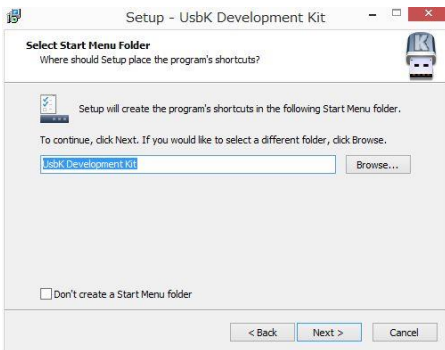 Setup - UsbK Development Kit
Select Start Menu Folder
Where should Setup place the program's shortcuts?
K
Setup will create the program's shortcuts in the following Start Menu folder.
To continue, click Next. If you would like to select a different folder, click Browse.
UsbK Development Kit
Browse...
Don't create a Start Menu folder
< Back
Next >
Cancel